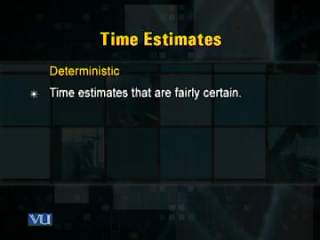 Time Estimates
Deterministic
Time estimates that are fairly certain.
VU